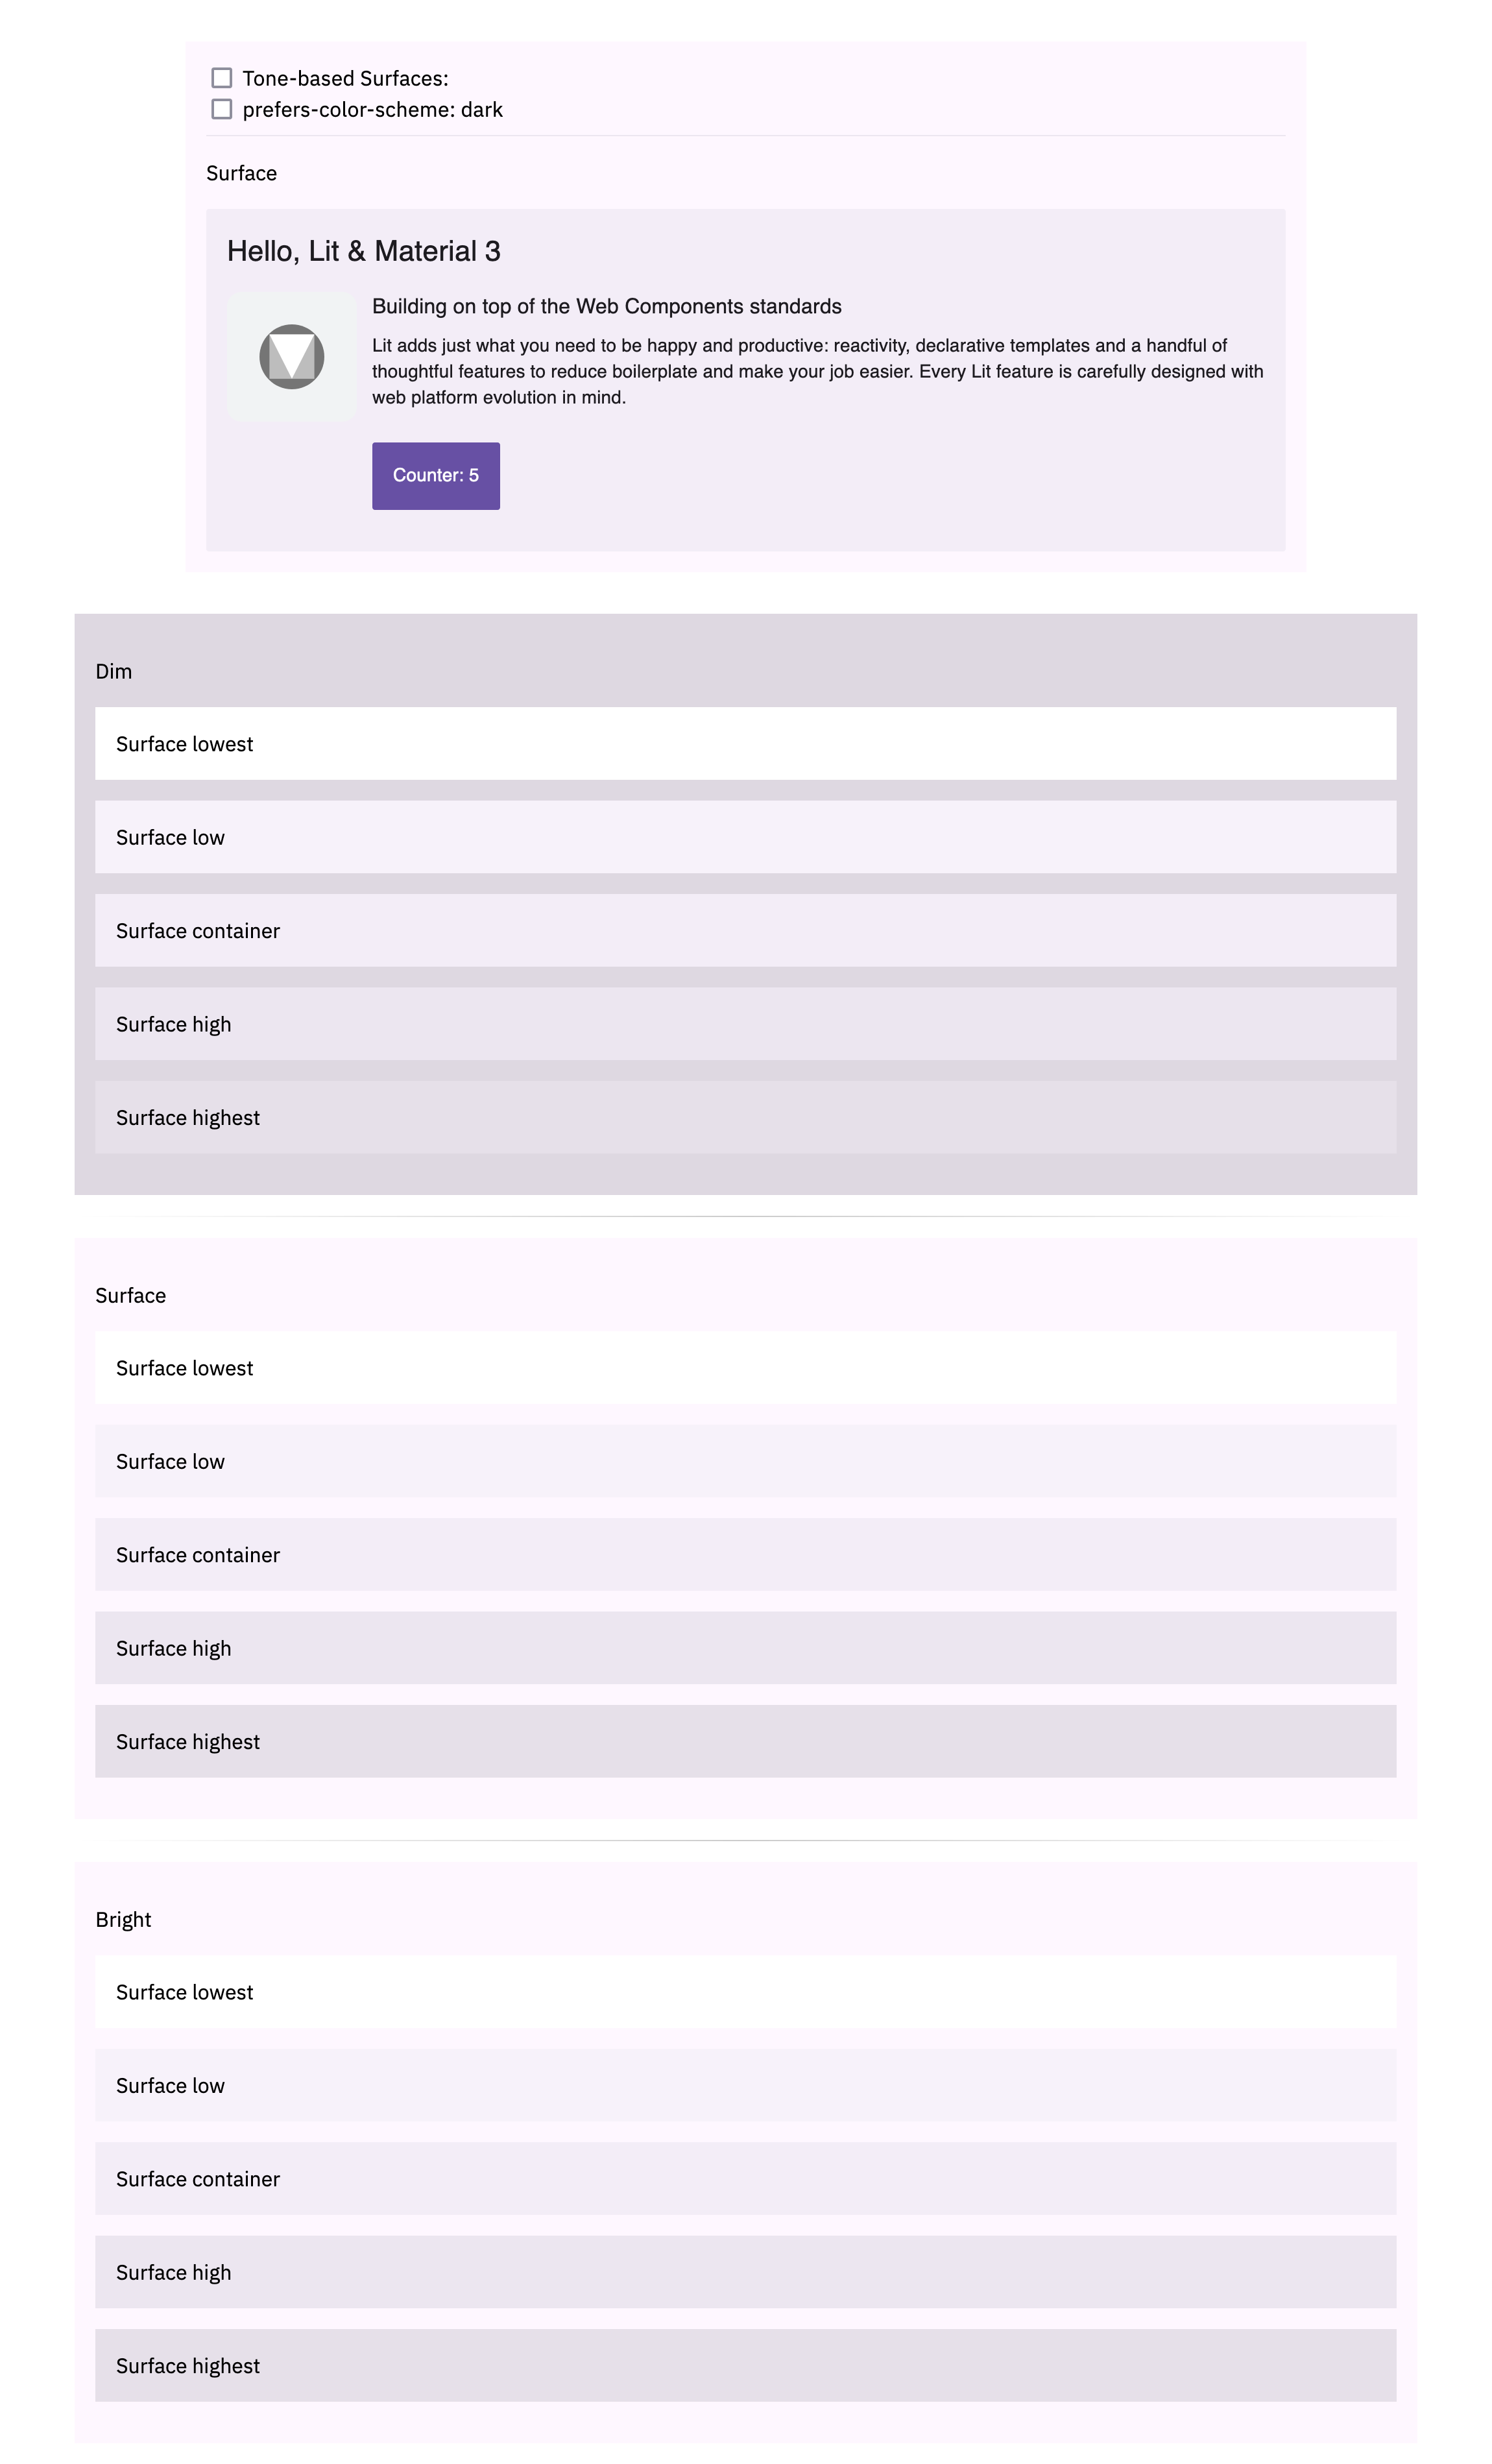 Tone-based Surfaces:
prefers-color-scheme: dark
Surface
Hello, Lit & Material 3
Building on top of the Web Components standards
Lit adds just what you need to be happy and productive: reactivity, declarative templates and a handful of
thoughtful features to reduce boilerplate and make your job easier. Every Lit feature is carefully designed with
web platform evolution in mind.
Counter: 5
Dim
Surface lowest
Surface low
Surface container
Surface high
Surface highest
Surface
Surface lowest
Surface low
Surface container
Surface high
Surface highest
Bright
Surface lowest
Surface low
Surface container
Surface high
Surface highest